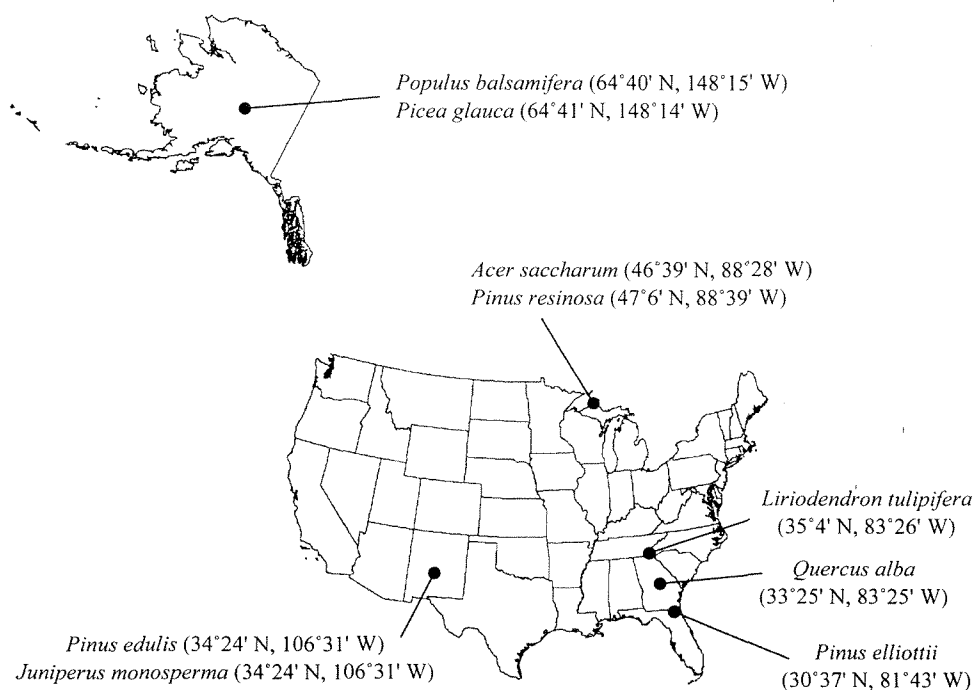 Populus balsamifera (64°40' N, 148°15' W)
Picea glauca (64°41' N, 148°14' W)
Acer saccharum (46°39' N, 88°28' W)
Pinus resinosa (47°6' N, 88°39' W)
Liriodendron tulipifera
(35°4' N, 83°26' W)
Quercus alba
(33°25' N, 83°25' W)
Pinus edulis (34°24' N, 106°31' W)
Juniperus monosperma (34°24' N, 106°31' W)
Pinus elliottii
(30°37' N, 81°43' W)